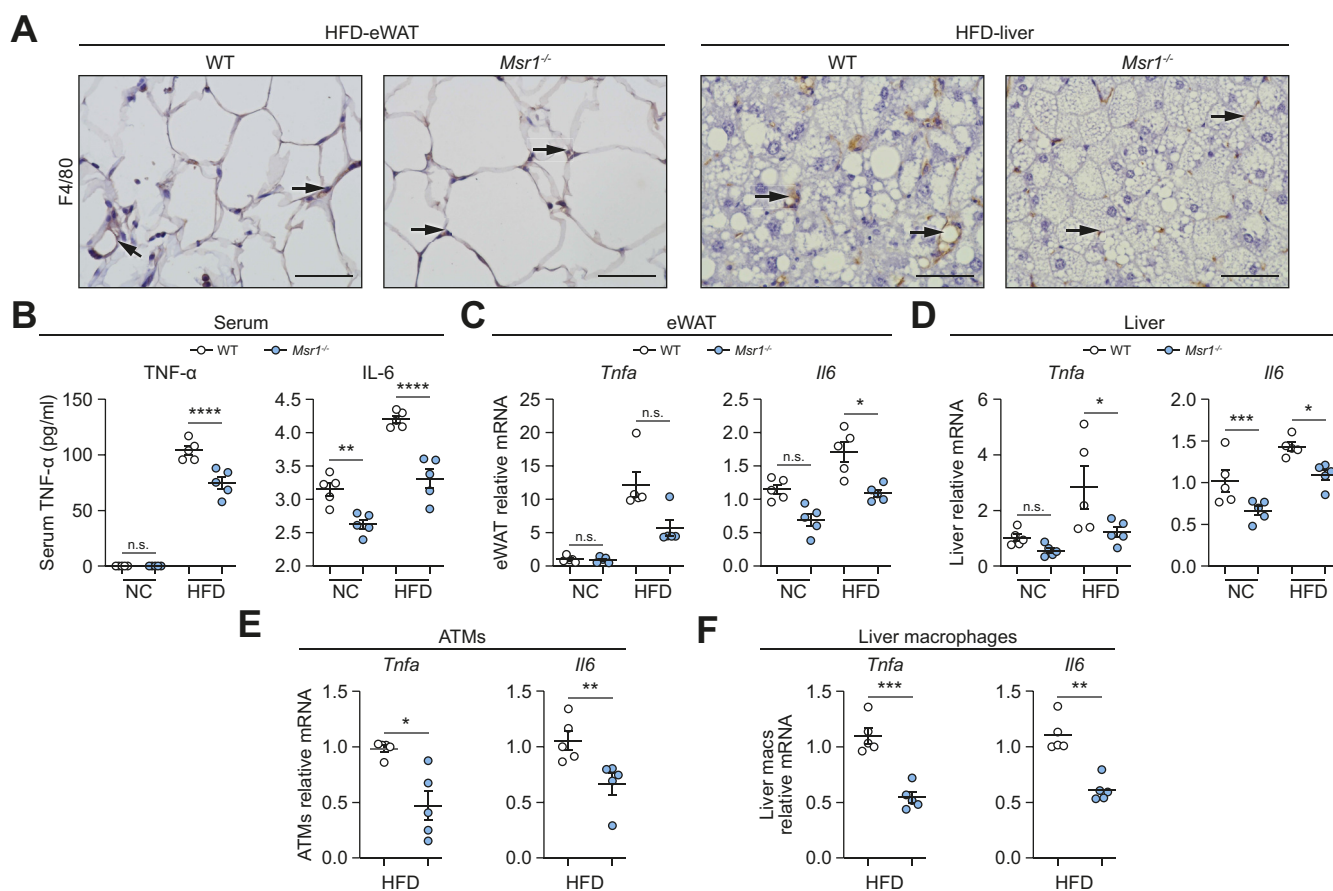 A
HFD-eWAT
HFD-liver
WT
Msr1-/-
WT
Msr1-/-
F4/80
B
Serum
WT
Msr1-/-
TNF-α
IL-6
Serum TNF-α (pg/ml)
150
100
50
0
n.s.
****
NC
HFD
4.5
4.0
3.5
3.0
2.5
2.0
**
****
NC
HFD
C
eWAT
WT
Msr1-/-
Tnfa
Il6
eWAT relative mRNA
25
20
15
10
5
0
n.s.
n.s.
NC
HFD
2.5
2.0
1.5
1.0
0.5
0.0
n.s.
*
NC
HFD
D
Liver
WT
Msr1-/-
Tnfa
Il6
Liver relative mRNA
6
4
2
0
n.s.
*
NC
HFD
2.0
1.5
1.0
0.5
0.0
***
*
NC
HFD
E
ATMs
Tnfa
Il6
ATMs relative mRNA
1.5
1.0
0.5
0.0
*
HFD
1.5
1.0
0.5
0.0
**
HFD
F
Liver macrophages
Tnfa
Il6
Liver macs
relative mRNA
1.5
1.0
0.5
0.0
***
HFD
1.5
1.0
0.5
0.0
**
HFD